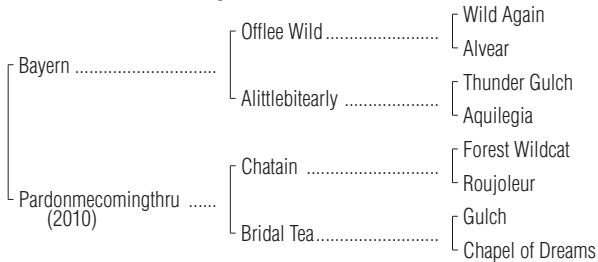 Wild Again
Offlee Wild........................
Alvear
Bayern .............................
Thunder Gulch
Alittlebitearly ....................
Aquilegia
Forest Wildcat
Chatain ............................
Roujoleur
Pardonmecomingthru ......
(2010)
Gulch
Bridal Tea..........................
Chapel of Dreams